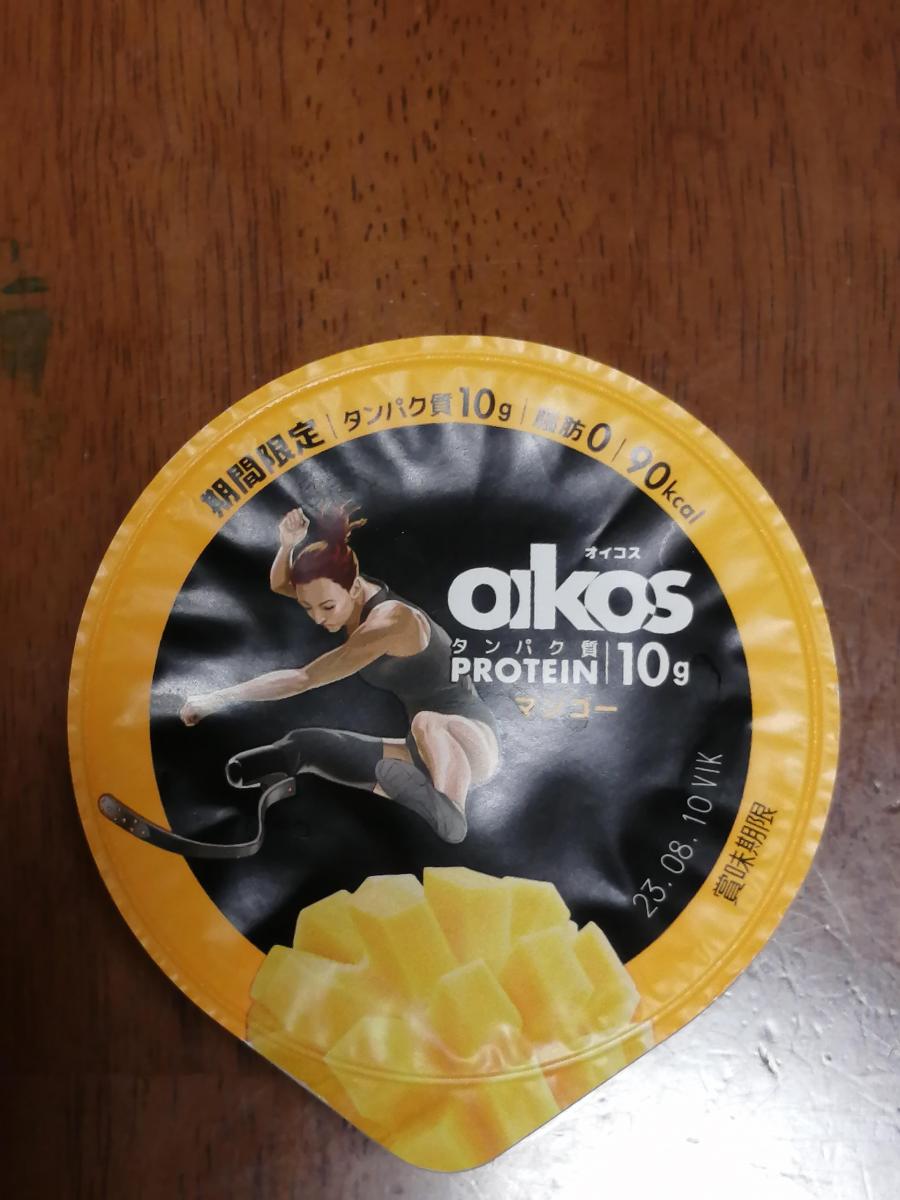 期間限定 | タンパク質10g | 脂肪0 | 90kcal
オイコス
oikos
タンパク質
PROTEIN | 10g
マンゴー
23.08.10 VIK
賞味期限